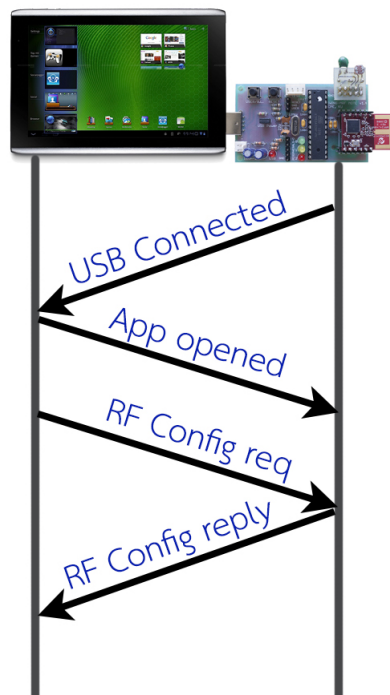 USB Connected
App opened
RF Config req
RF Config reply